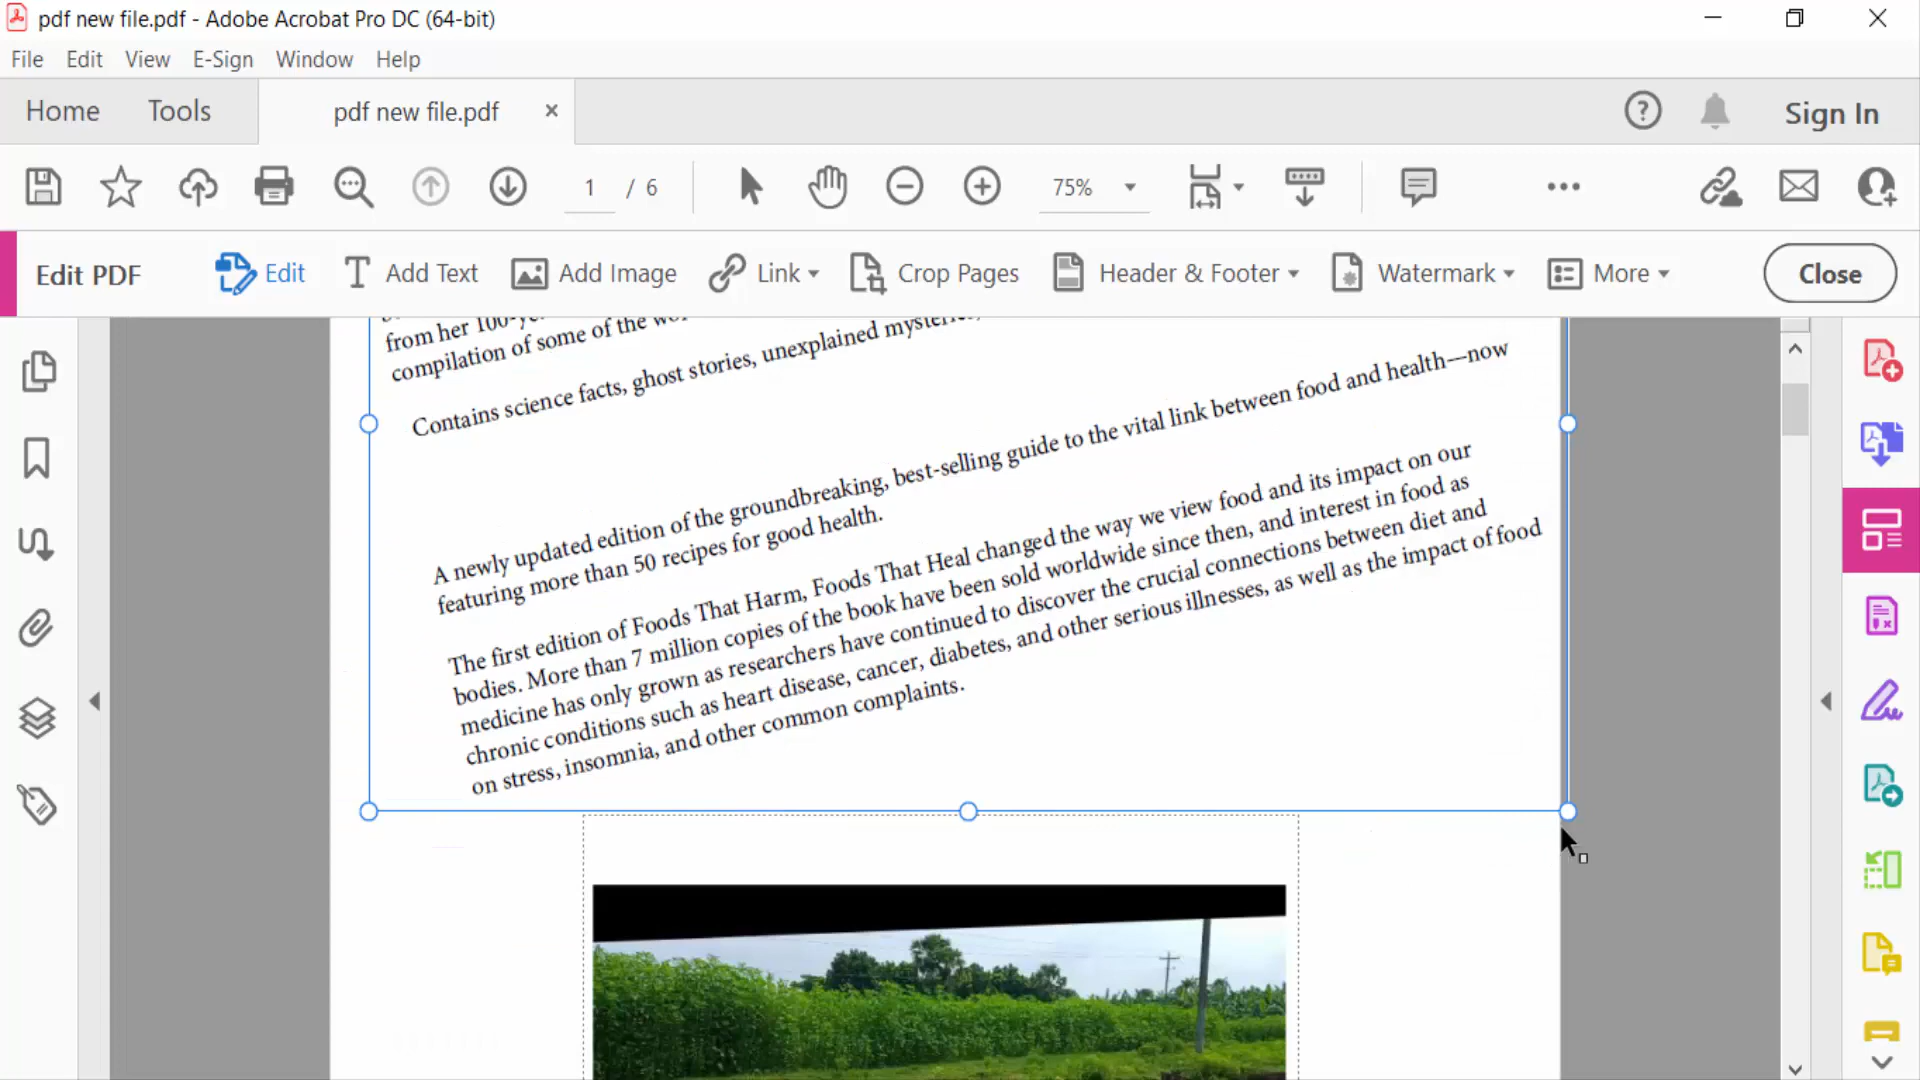 pdf new file.pdf - Adobe Acrobat Pro DC (64-bit)
File Edit View E-Sign Window Help
Home Tools pdf new file.pdf × Sign In
1 / 6 75%
Edit PDF Edit Add Text Add Image Link Crop Pages Header & Footer Watermark More Close
from her 100-ye
compilation of some of the wo
Contains science facts, ghost stories, unexplained mysteries,
A newly updated edition of the groundbreaking, best-selling guide to the vital link between food and health—now
featuring more than 50 recipes for good health.
The first edition of Foods That Harm, Foods That Heal changed the way we view food and its impact on our
bodies. More than 7 million copies of the book have been sold worldwide since then, and interest in food as
medicine has only grown as researchers have continued to discover the crucial connections between diet and
chronic conditions such as heart disease, cancer, diabetes, and other serious illnesses, as well as the impact of food
on stress, insomnia, and other common complaints.